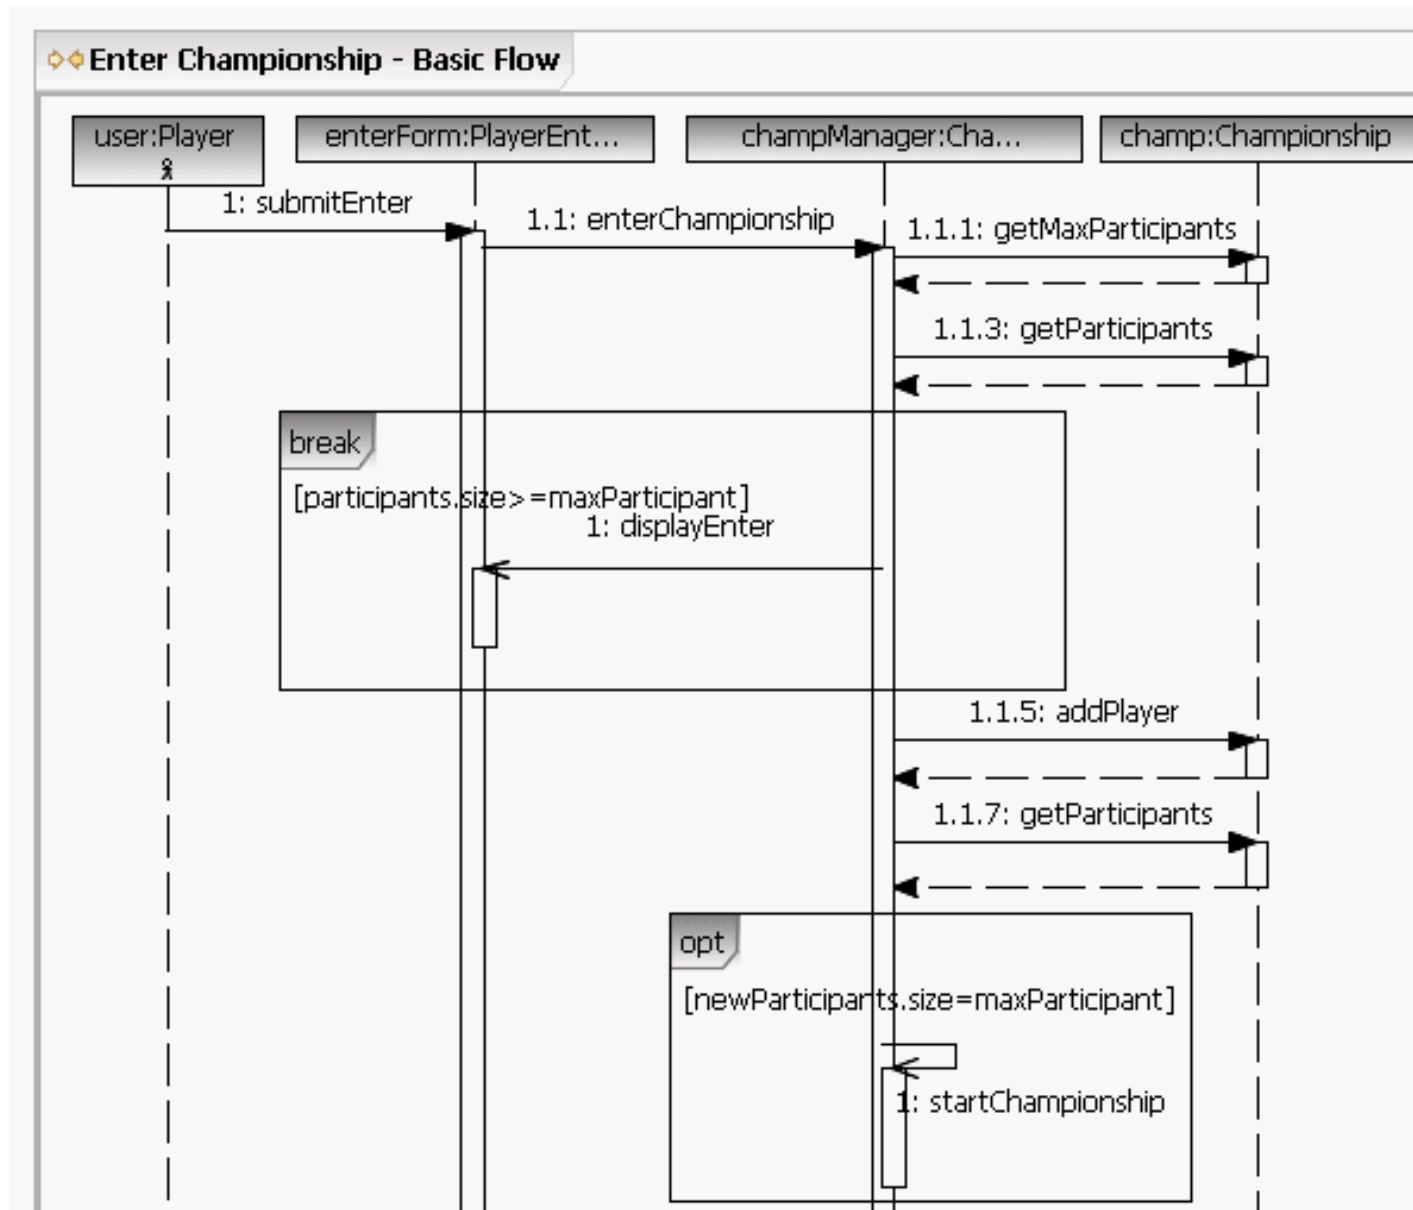 Enter Championship - Basic Flow
user:Player
enterForm:PlayerEnt...
champManager:Cha...
champ:Championship
1: submitEnter
1.1: enterChampionship
1.1.1: getMaxParticipants
1.1.3: getParticipants
break
[participants.size>=maxParticipant]
1: displayEnter
1.1.5: addPlayer
1.1.7: getParticipants
opt
[newParticipants.size=maxParticipant]
1: startChampionship